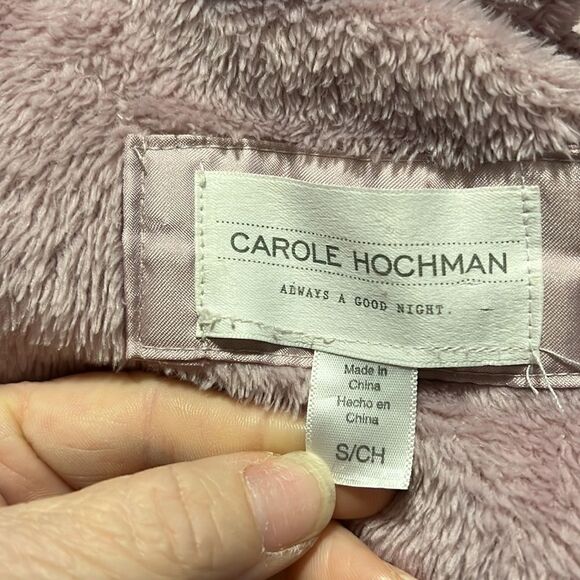 CAROLE HOCHMAN
ALWAYS A GOOD NIGHT.
Made in
China
Hecho en
China
S/CH